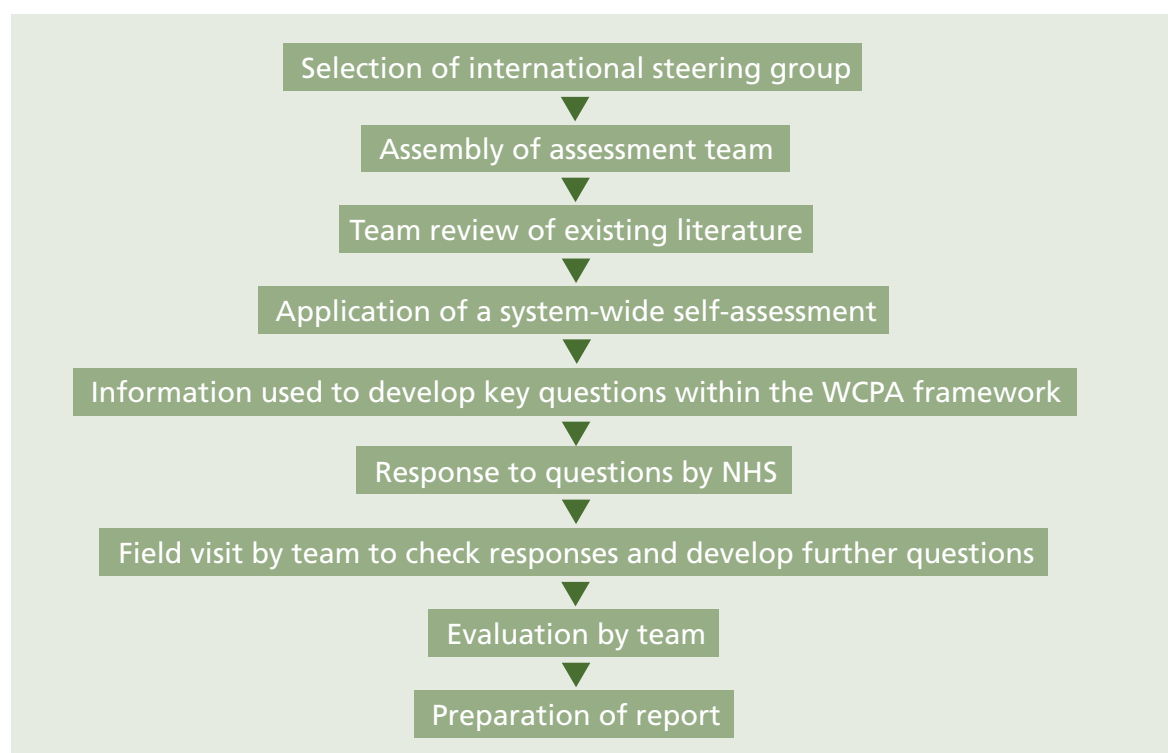 Selection of international steering group
Assembly of assessment team
Team review of existing literature
Application of a system-wide self-assessment
Information used to develop key questions within the WCPA framework
Response to questions by NHS
Field visit by team to check responses and develop further questions
Evaluation by team
Preparation of report